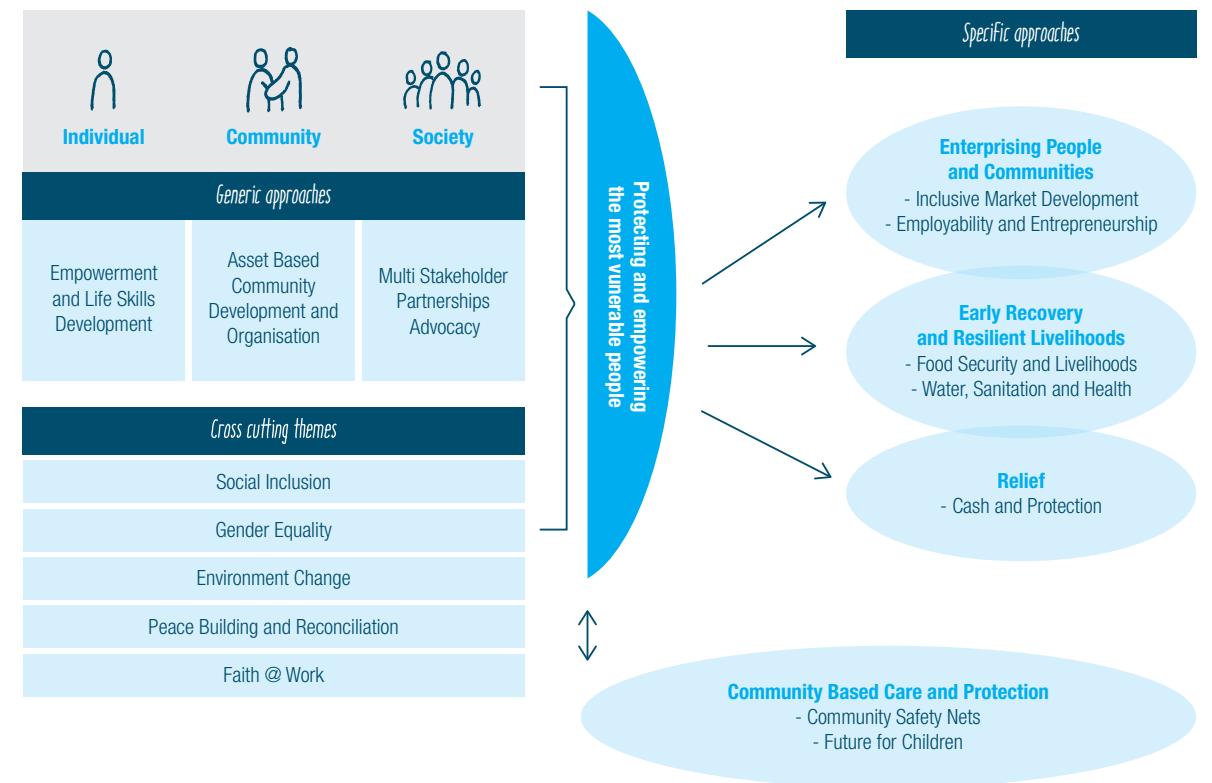 Individual
Community
Society
Generic approaches
Empowerment
and Life Skills
Development
Asset Based
Community
Development and
Organisation
Multi Stakeholder
Partnerships
Advocacy
Cross cutting themes
Social Inclusion
Gender Equality
Environment Change
Peace Building and Reconciliation
Faith @ Work
Protecting and empowering
the most vunerable people
Specific approaches
Enterprising People
and Communities
- Inclusive Market Development
- Employability and Entrepreneurship
Early Recovery
and Resilient Livelihoods
- Food Security and Livelihoods
- Water, Sanitation and Health
Relief
- Cash and Protection
Community Based Care and Protection
- Community Safety Nets
- Future for Children